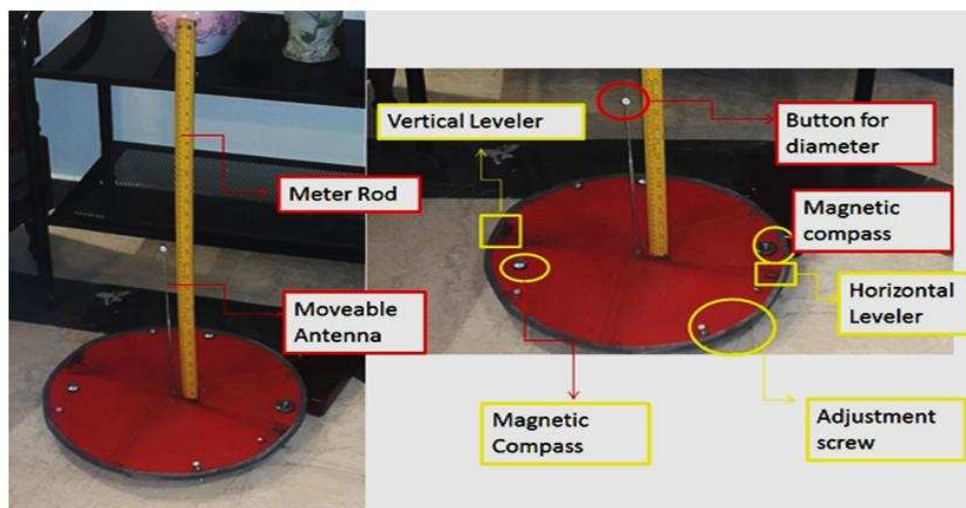 Meter Rod
Moveable
Antenna
Vertical Leveler
Button for
diameter
Magnetic
compass
Horizontal
Leveler
Magnetic
Compass
Adjustment
screw